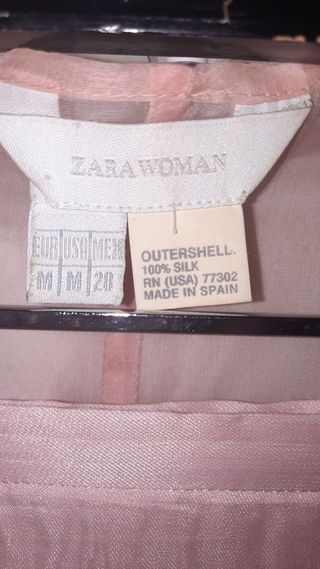 ZARA WOMAN
EUR USA MEX
M M 28
OUTERSHELL.
100% SILK
RN (USA) 77302
MADE IN SPAIN